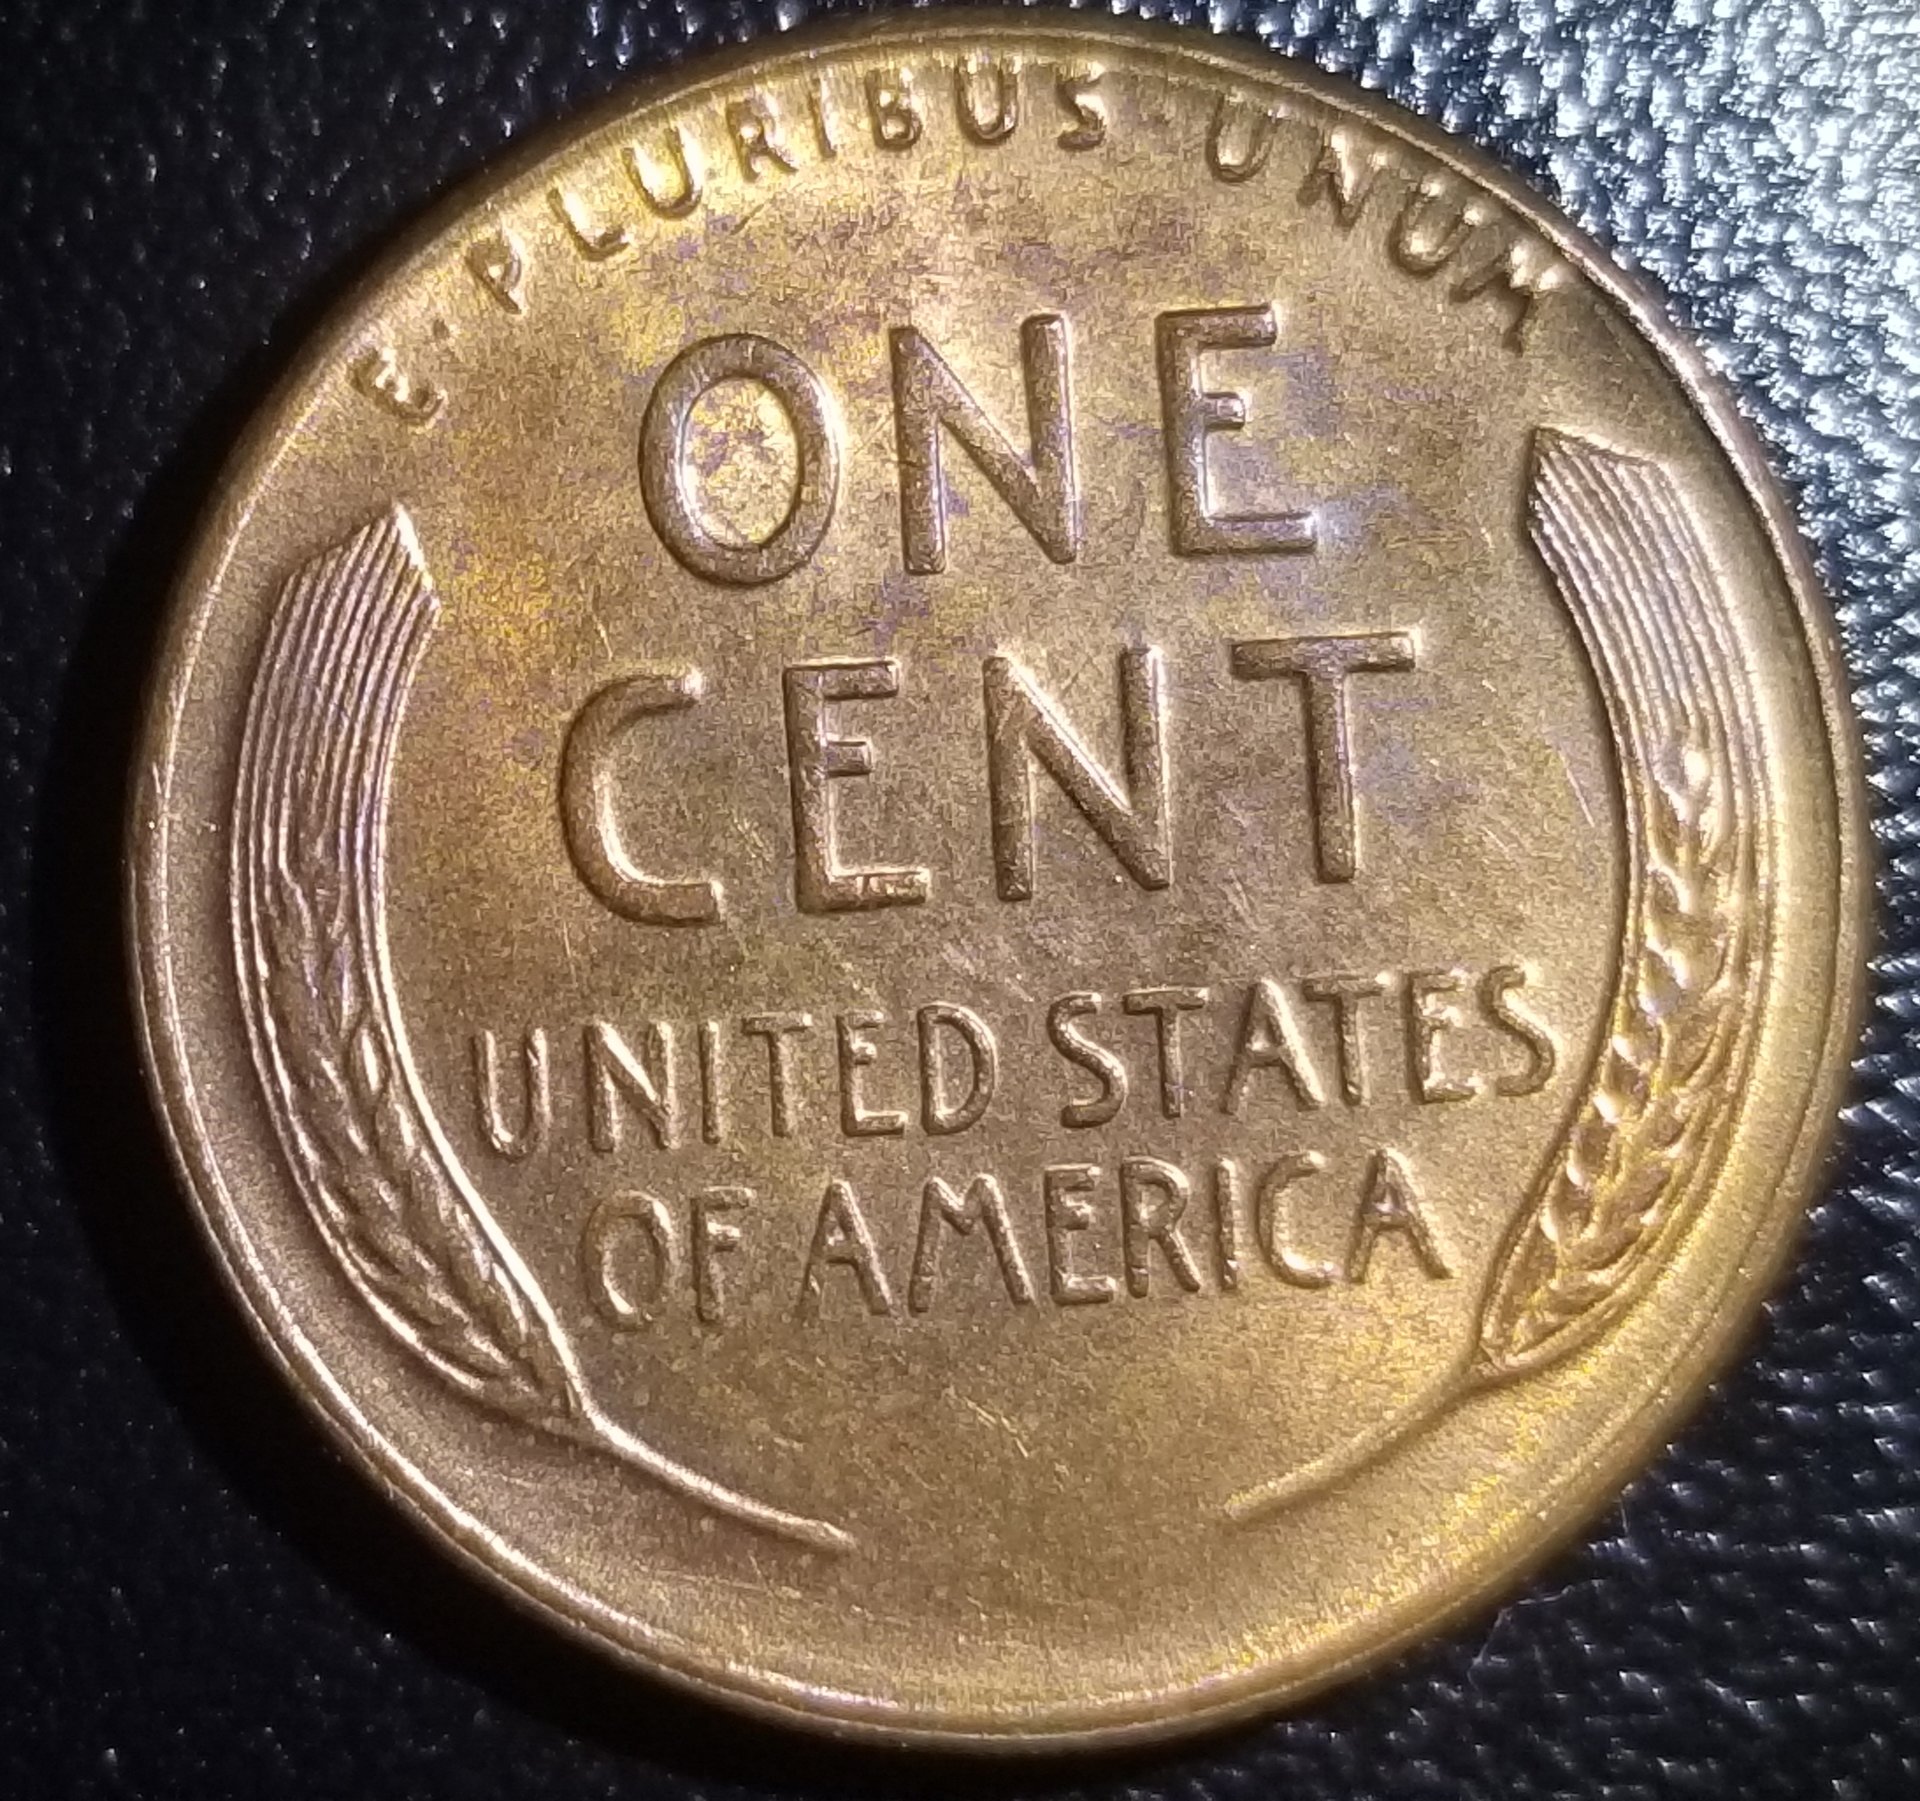 E · PLURIBUS · UNUM
ONE
CENT
UNITED STATES
OF AMERICA